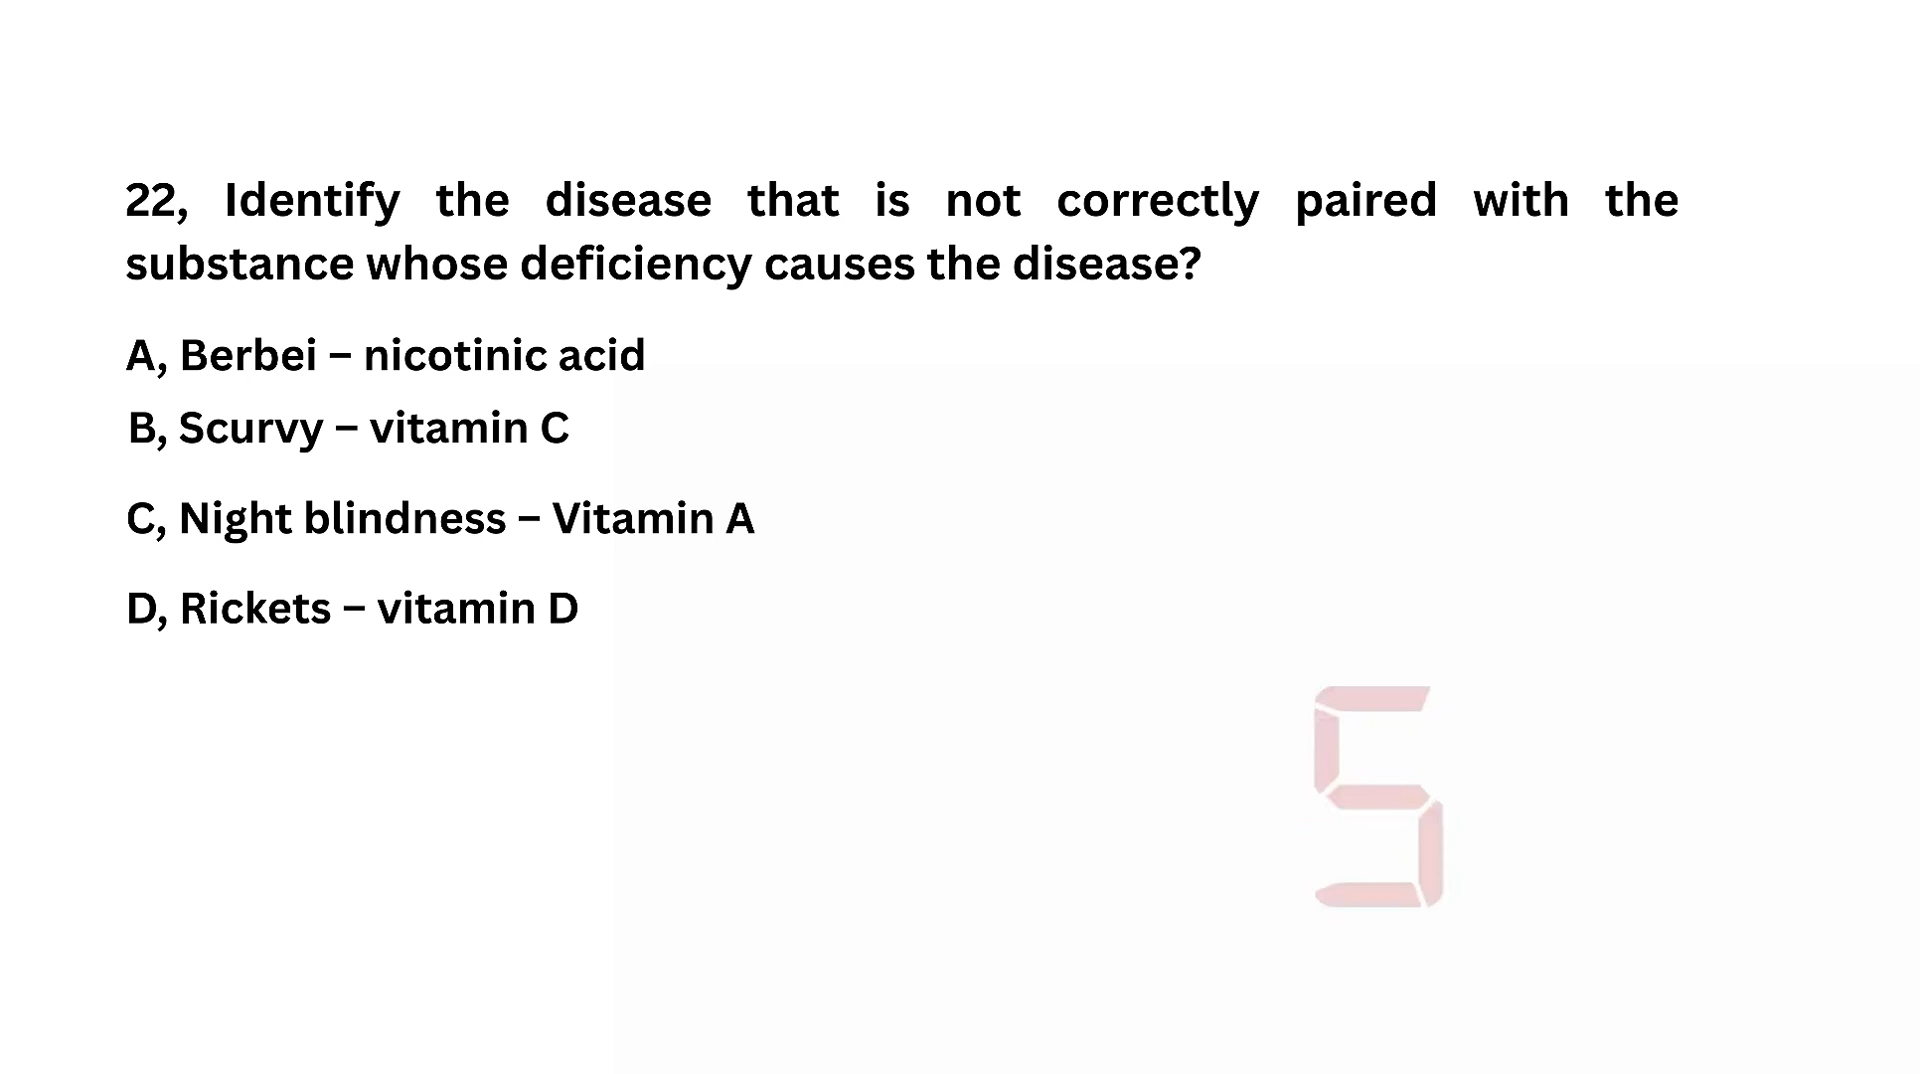 22, Identify the disease that is not correctly paired with the
substance whose deficiency causes the disease?
A, Berbei – nicotinic acid
B, Scurvy – vitamin C
C, Night blindness – Vitamin A
D, Rickets – vitamin D
5